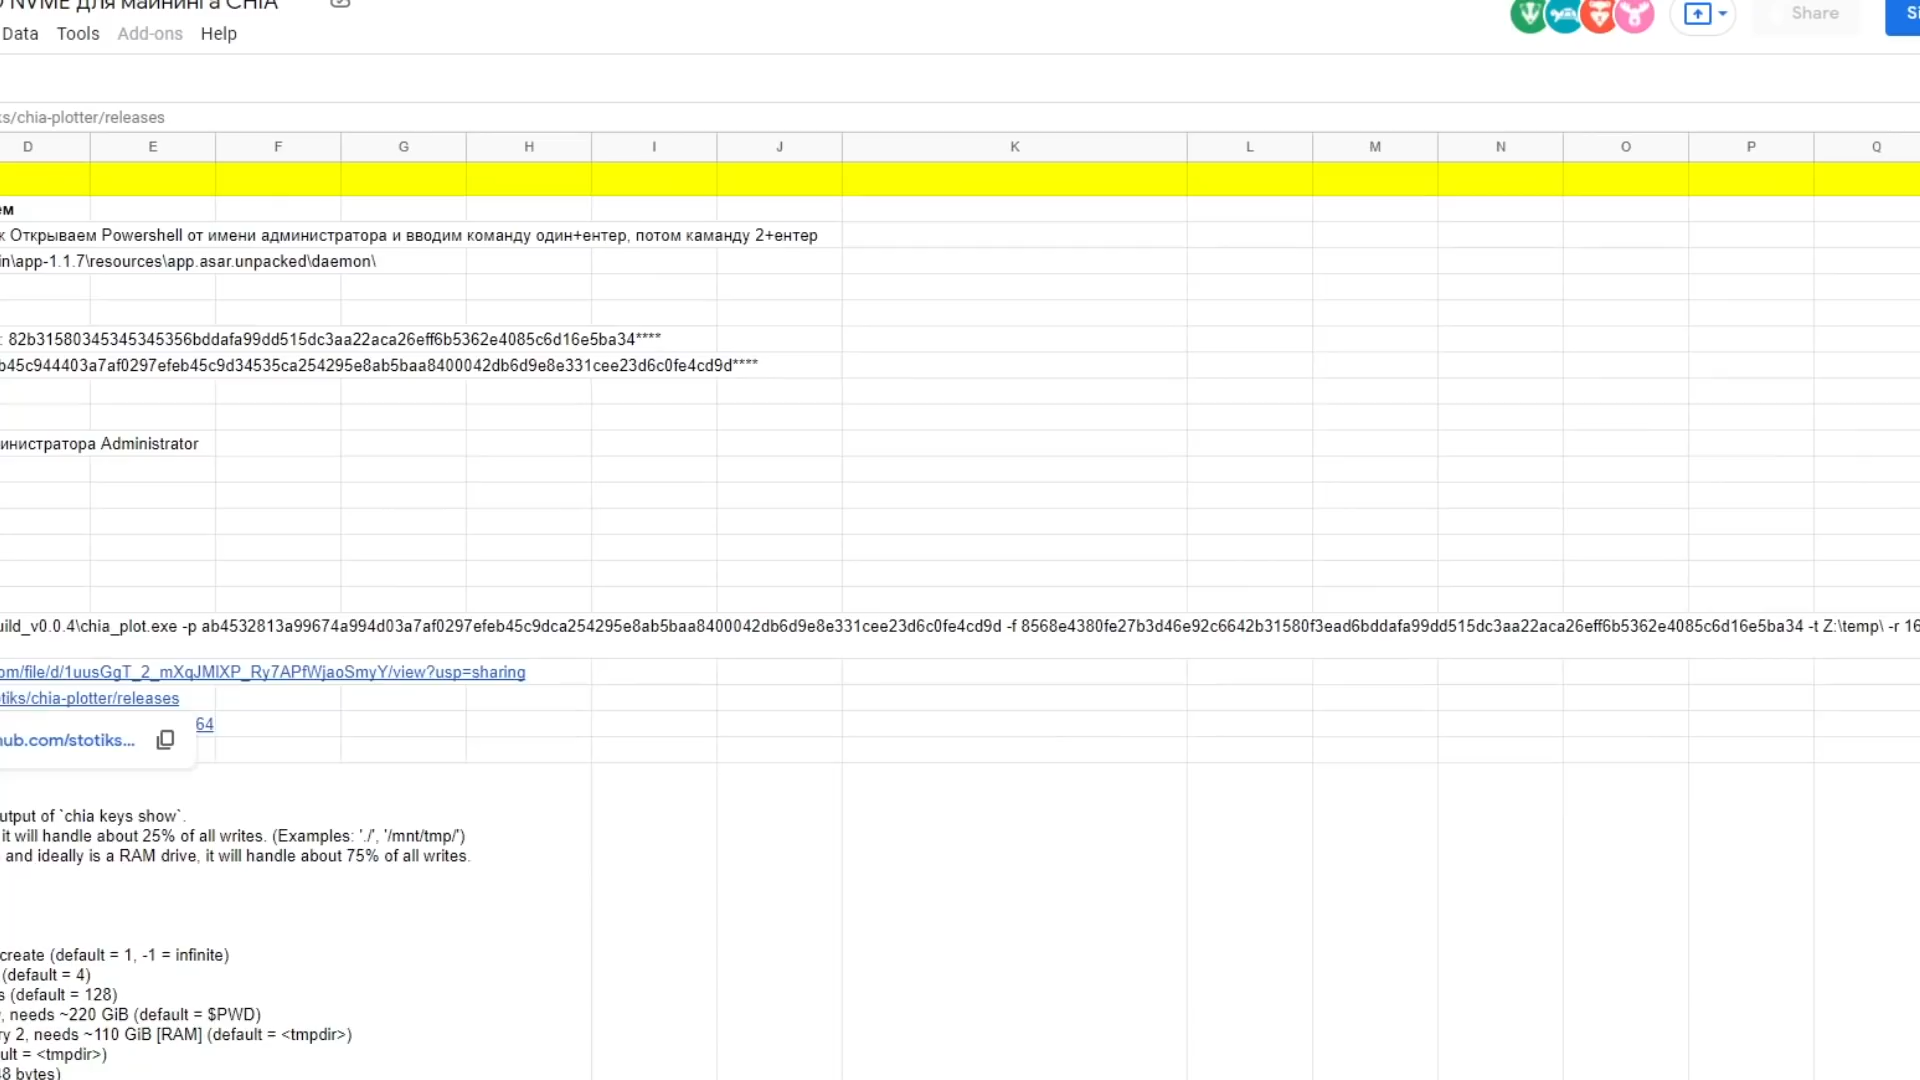 NVME для майнинга CHIA
Data Tools Add-ons Help
Share
s/chia-plotter/releases
D E F G H I J K L M N O P Q
ем
к Открываем Powershell от имени администратора и вводим команду один+ентер, потом каманду 2+ентер
in\app-1.1.7\resources\app.asar.unpacked\daemon\
: 82b31580345345345356bddafa99dd515dc3aa22aca26eff6b5362e4085c6d16e5ba34****
b45c944403a7af0297efeb45c9d34535ca254295e8ab5baa8400042db6d9e8e331cee23d6c0fe4cd9d****
инистратора Administrator
uild_v0.0.4\chia_plot.exe -p ab4532813a99674a994d03a7af0297efeb45c9dca254295e8ab5baa8400042db6d9e8e331cee23d6c0fe4cd9d -f 8568e4380fe27b3d46e92c6642b31580f3ead6bddafa99dd515dc3aa22aca26eff6b5362e4085c6d16e5ba34 -t Z:\temp\ -r 16
om/file/d/1uusGgT_2_mXqJMlXP_Ry7APfWjaoSmyY/view?usp=sharing
tiks/chia-plotter/releases
64
hub.com/stotiks...
utput of `chia keys show`.
it will handle about 25% of all writes. (Examples: './', '/mnt/tmp/')
and ideally is a RAM drive, it will handle about 75% of all writes.
create (default = 1, -1 = infinite)
(default = 4)
s (default = 128)
, needs ~220 GiB (default = $PWD)
ry 2, needs ~110 GiB [RAM] (default = <tmpdir>)
ult = <tmpdir>)
48 bytes)